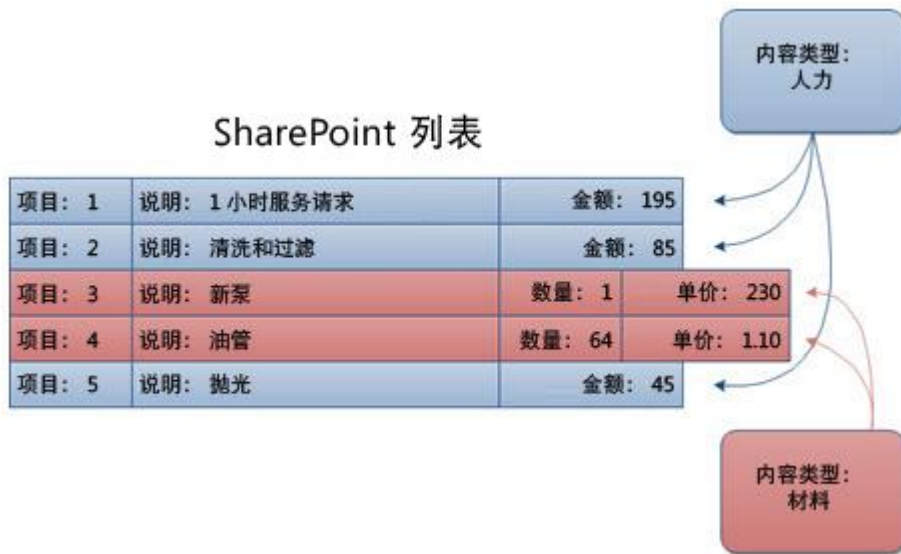 内容类型：
人力
SharePoint 列表
项目： 1 说明： 1 小时服务请求 金额： 195
项目： 2 说明： 清洗和过滤 金额： 85
项目： 3 说明： 新泵 数量： 1 单价： 230
项目： 4 说明： 油管 数量： 64 单价： 1.10
项目： 5 说明： 抛光 金额： 45
内容类型：
材料